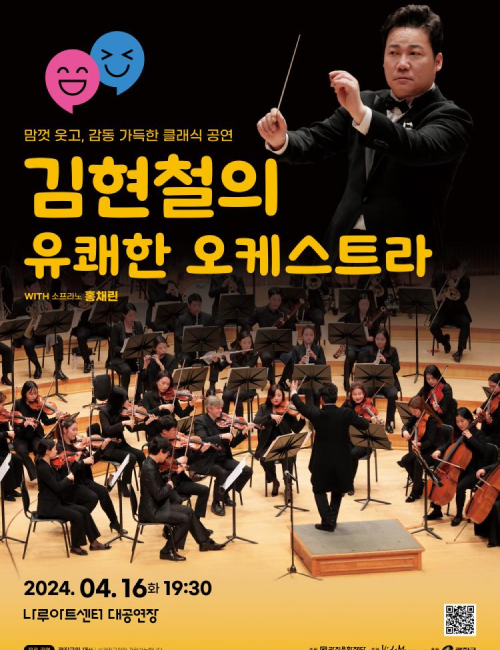 맘껏 웃고, 감동 가득한 클래식 공연
김현철의
유쾌한 오케스트라
WITH 소프라노 홍채린
2024. 04. 16화 19:30
나루아트센터 대공연장